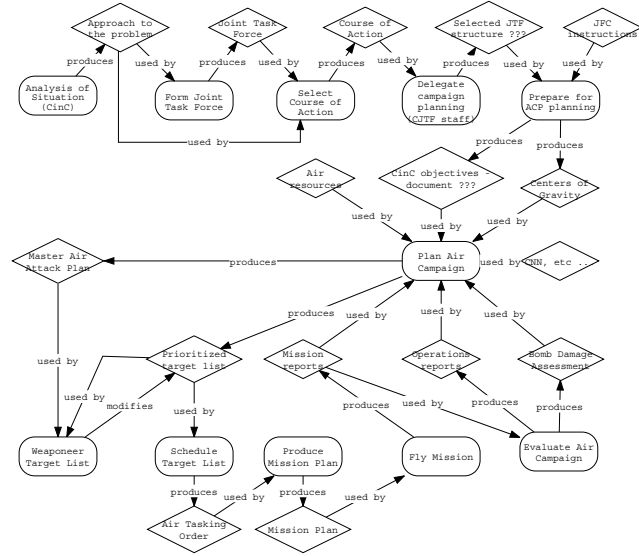 Approach to
the problem
Joint Task
Force
Course of
Action
Selected JTF
structure ???
JFC
instructions
produces
used by
produces
used by
produces
used by
produces
used by
used by
Analysis of
Situation
(CinC)
Form Joint
Task Force
Select
Course of
Action
Delegate
campaign
planning
(CJTF staff)
Prepare for
ACP planning
used by
produces
produces
Air
resources
CinC objectives -
document ???
Centers of
Gravity
used by
used by
used by
Master Air
Attack Plan
produces
Plan Air
Campaign
used by
CNN, etc ...
produces
used by
used by
used by
used by
Prioritized
target list
Mission
reports
Operations
reports
Bomb Damage
Assessment
used by
modifies
used by
produces
used by
produces
produces
Weaponeer
Target List
Schedule
Target List
Produce
Mission Plan
Fly Mission
Evaluate Air
Campaign
produces
used by
produces
used by
Air Tasking
Order
Mission Plan